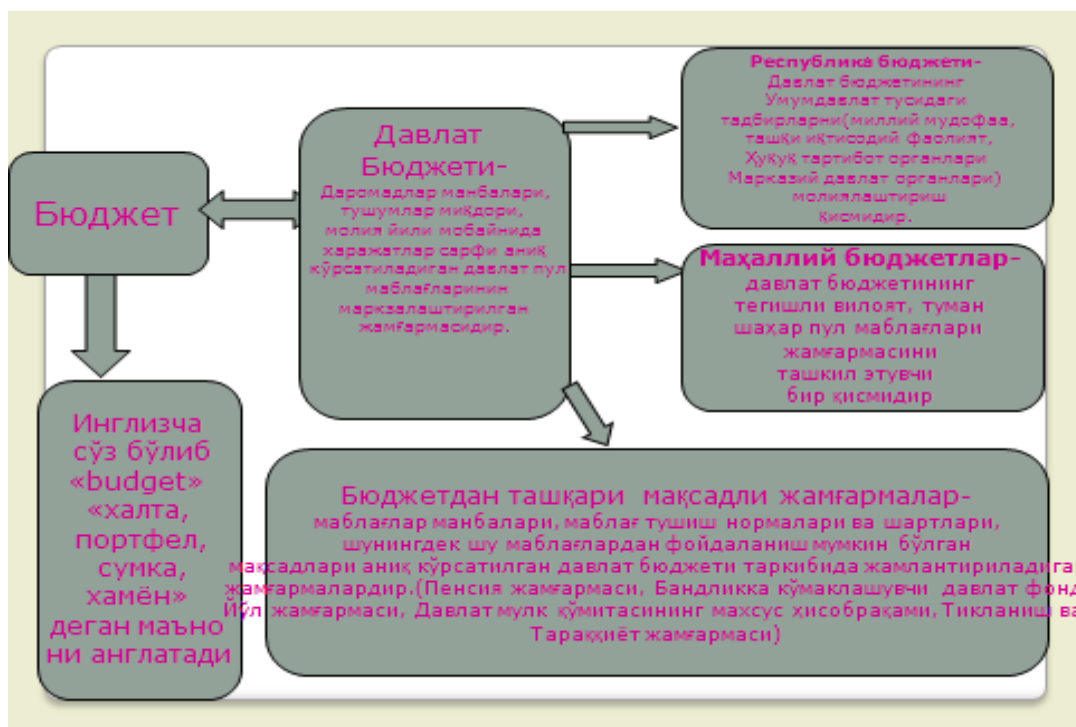 Бюджет
Инглизча
сўз бўлиб
«budget»
«халта,
портфел,
сумка,
хамён»
деган маъно
ни англатади
Давлат
Бюджети-
Даромадлар манбалари,
тушумлар миқдори,
молия йили мобайнида
харажатлар сарфи аниқ
кўрсатиладиган давлат пул
маблағларинин
маркзалаштирилган
жамғармасидир.
Республика бюджети-
Давлат бюджетининг
Умумдавлат тусидаги
тадбирларни(миллий мудофаа,
ташқи иқтисодий фаолият,
Ҳуқуқ тартибот органлари
Марказий давлат органлари)
молиялаштириш
қисмидир.
Маҳаллий бюджетлар-
давлат бюджетининг
тегишли вилоят, туман
шаҳар пул маблағлари
жамғармасини
ташкил этувчи
бир қисмидир
Бюджетдан ташқари мақсадли жамғармалар-
маблағлар манбалари, маблағ тушиш нормалари ва шартлари,
шунингдек шу маблағлардан фойдаланиш мумкин бўлган
мақсадлари аниқ кўрсатилган давлат бюджети таркибида жамлантириладиган
жамғармалардир.(Пенсия жамғармаси, Бандликка кўмаклашувчи давлат фонд
Йўл жамғармаси, Давлат мулк қўмитасининг махсус ҳисобрақами, Тикланиш ва
Тараққиёт жамғармаси)